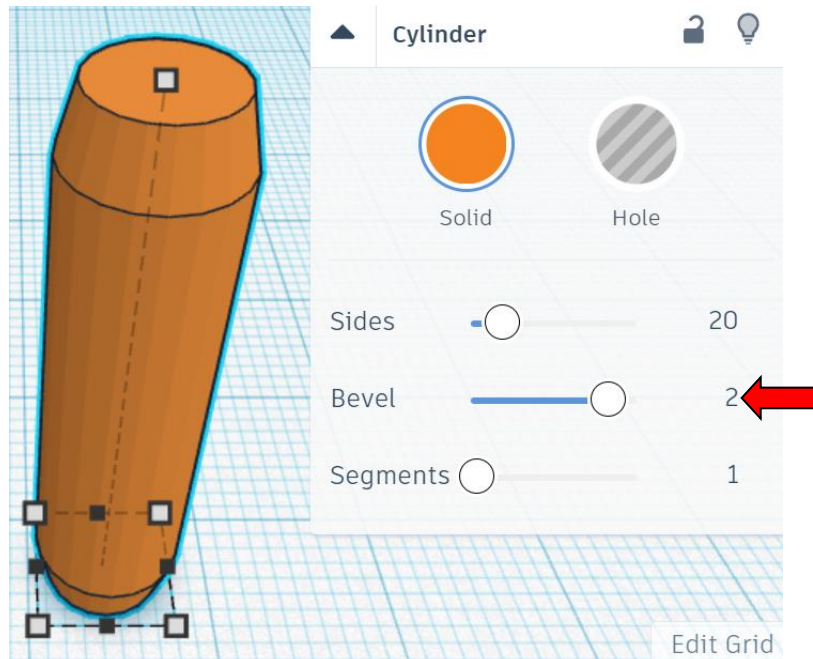 Cylinder
Solid Hole
Sides 20
Bevel 2
Segments 1
Edit Grid